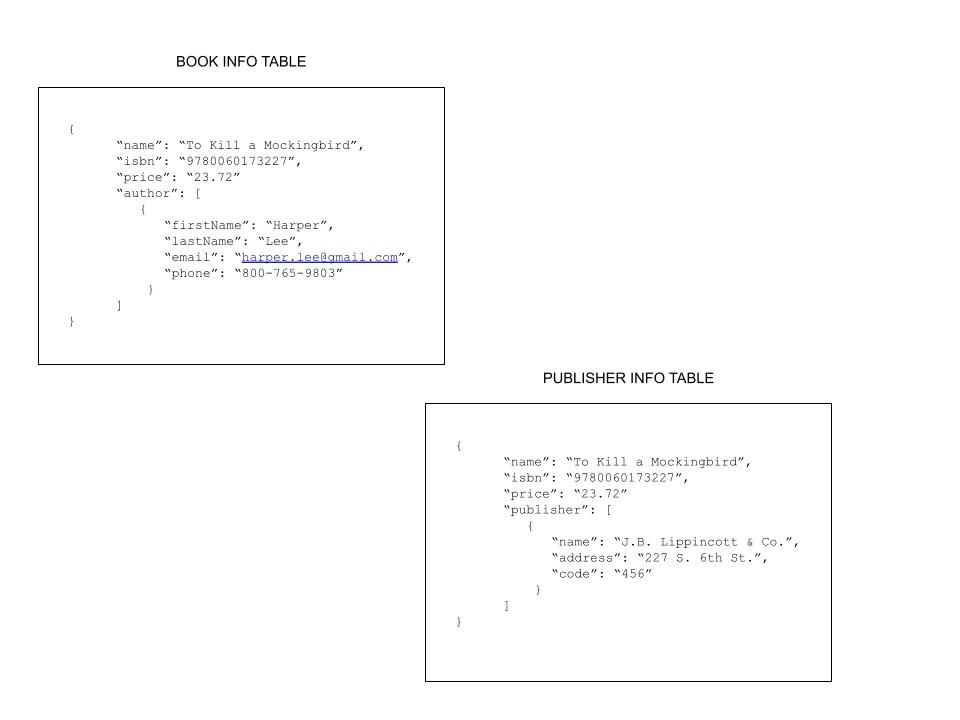 BOOK INFO TABLE
{
“name”: “To Kill a Mockingbird”,
“isbn”: “9780060173227”,
“price”: “23.72”
“author”: [
{
“firstName”: “Harper”,
“lastName”: “Lee”,
“email”: “harper.lee@gmail.com”,
“phone”: “800-765-9803”
}
]
}
PUBLISHER INFO TABLE
{
“name”: “To Kill a Mockingbird”,
“isbn”: “9780060173227”,
“price”: “23.72”
“publisher”: [
{
“name”: “J.B. Lippincott & Co.”,
“address”: “227 S. 6th St.”,
“code”: “456”
}
]
}